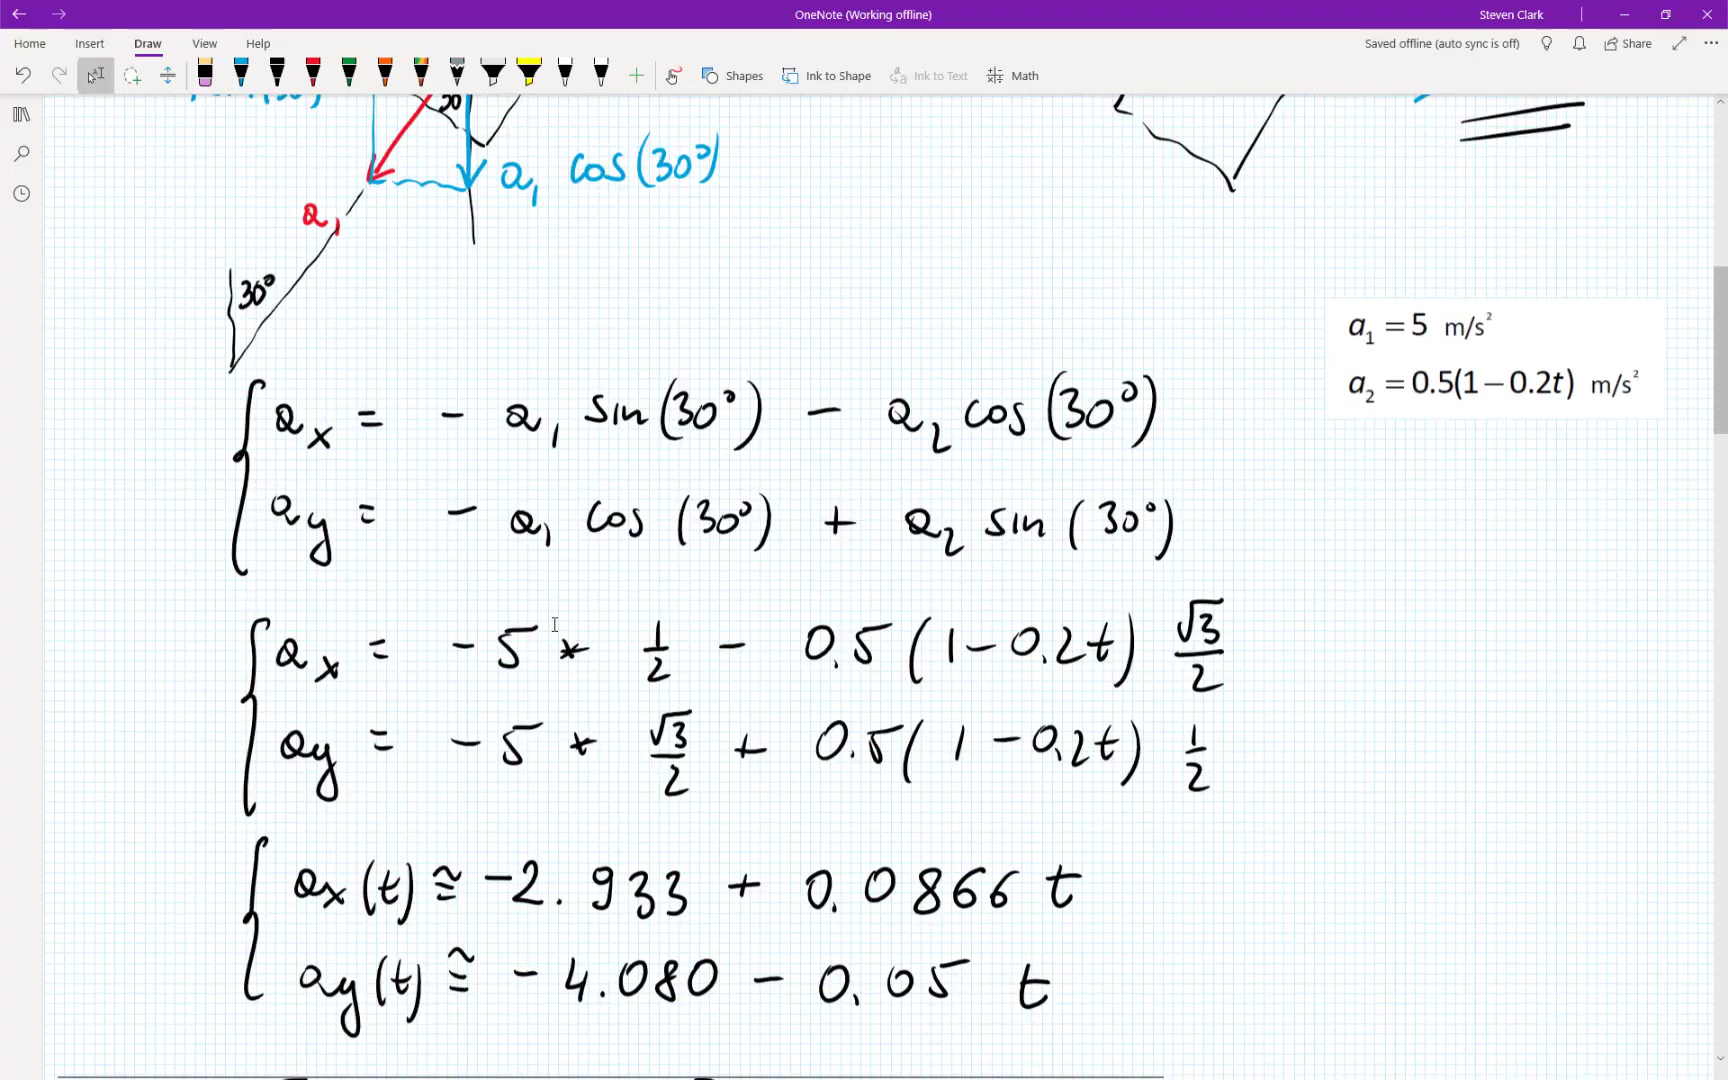 OneNote (Working offline)
Steven Clark
Home Insert Draw View Help
Saved offline (auto sync is off)
Share
Shapes
Ink to Shape
Ink to Text
Math
30
a₁ cos(30°)
a₁
30°
a₁ = 5 m/s²
a₂ = 0.5(1−0.2t) m/s²
ax = - a₁ sin(30°) - a₂ cos(30°)
ay = - a₁ cos(30°) + a₂ sin(30°)
ax = -5 * 1/2 - 0.5(1-0.2t) √3/2
ay = -5 * √3/2 + 0.5(1-0.2t) 1/2
ax(t) ≅ -2.933 + 0.0866 t
ay(t) ≅ -4.080 - 0.05 t